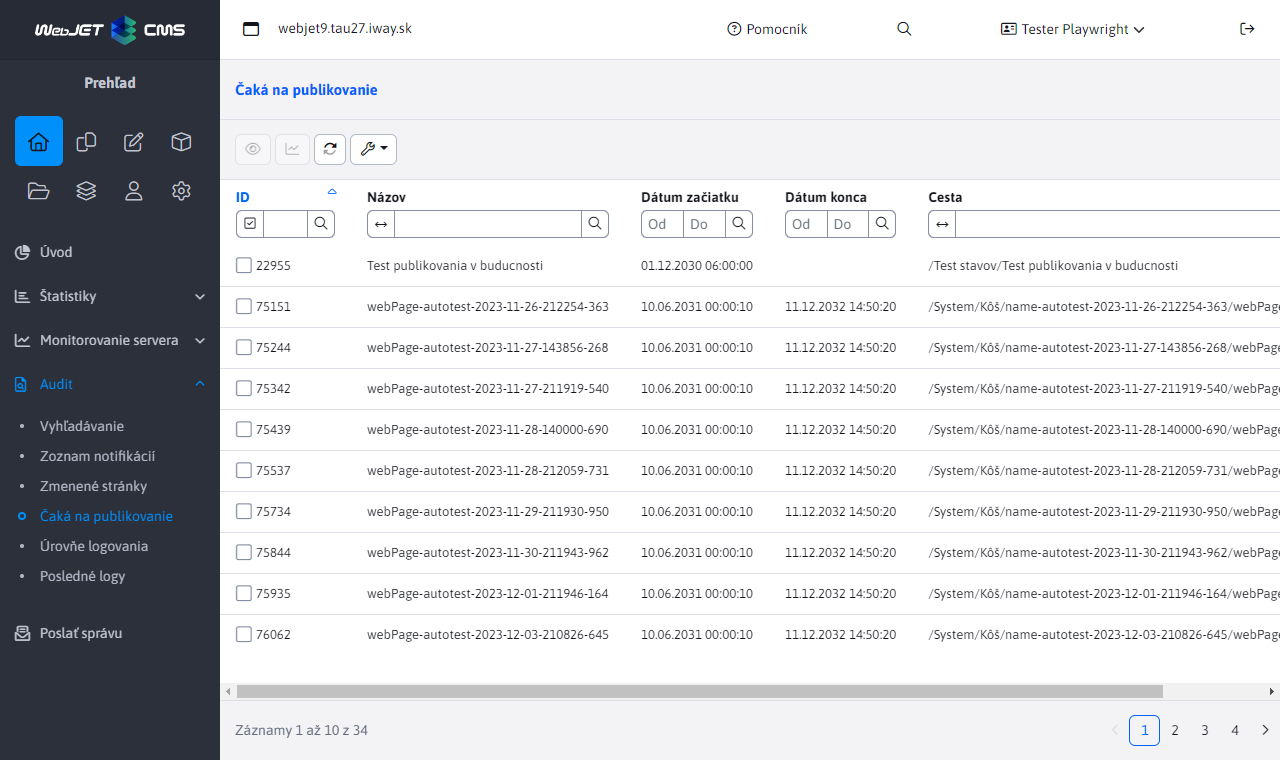 WebJET CMS
webjet9.tau27.iway.sk
Pomocník
Tester Playwright
Prehľad
Úvod
Štatistiky
Monitorovanie servera
Audit
Vyhľadávanie
Zoznam notifikácií
Zmenené stránky
Čaká na publikovanie
Úrovňe logovania
Posledné logy
Poslať správu
Čaká na publikovanie
ID Názov Dátum začiatku Dátum konca Cesta
Od Do Od Do
22955 Test publikovania v buducnosti 01.12.2030 06:00:00 /Test stavov/Test publikovania v buducnosti
75151 webPage-autotest-2023-11-26-212254-363 10.06.2031 00:00:10 11.12.2032 14:50:20 /System/Kôš/name-autotest-2023-11-26-212254-363/webPage
75244 webPage-autotest-2023-11-27-143856-268 10.06.2031 00:00:10 11.12.2032 14:50:20 /System/Kôš/name-autotest-2023-11-27-143856-268/webPage
75342 webPage-autotest-2023-11-27-211919-540 10.06.2031 00:00:10 11.12.2032 14:50:20 /System/Kôš/name-autotest-2023-11-27-211919-540/webPage
75439 webPage-autotest-2023-11-28-140000-690 10.06.2031 00:00:10 11.12.2032 14:50:20 /System/Kôš/name-autotest-2023-11-28-140000-690/webPage
75537 webPage-autotest-2023-11-28-212059-731 10.06.2031 00:00:10 11.12.2032 14:50:20 /System/Kôš/name-autotest-2023-11-28-212059-731/webPage
75734 webPage-autotest-2023-11-29-211930-950 10.06.2031 00:00:10 11.12.2032 14:50:20 /System/Kôš/name-autotest-2023-11-29-211930-950/webPage
75844 webPage-autotest-2023-11-30-211943-962 10.06.2031 00:00:10 11.12.2032 14:50:20 /System/Kôš/name-autotest-2023-11-30-211943-962/webPage
75935 webPage-autotest-2023-12-01-211946-164 10.06.2031 00:00:10 11.12.2032 14:50:20 /System/Kôš/name-autotest-2023-12-01-211946-164/webPage
76062 webPage-autotest-2023-12-03-210826-645 10.06.2031 00:00:10 11.12.2032 14:50:20 /System/Kôš/name-autotest-2023-12-03-210826-645/webPage
Záznamy 1 až 10 z 34
1 2 3 4